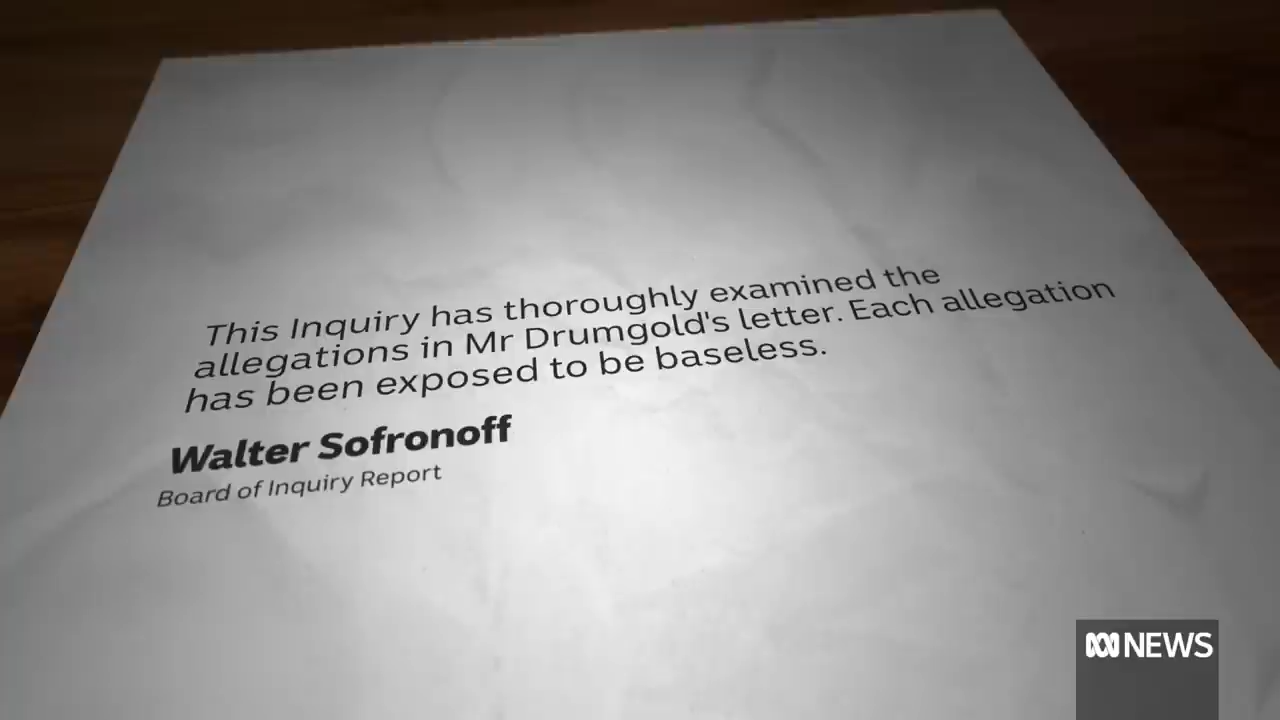 This Inquiry has thoroughly examined the
allegations in Mr Drumgold's letter. Each allegation
has been exposed to be baseless.
Walter Sofronoff
Board of Inquiry Report
NEWS